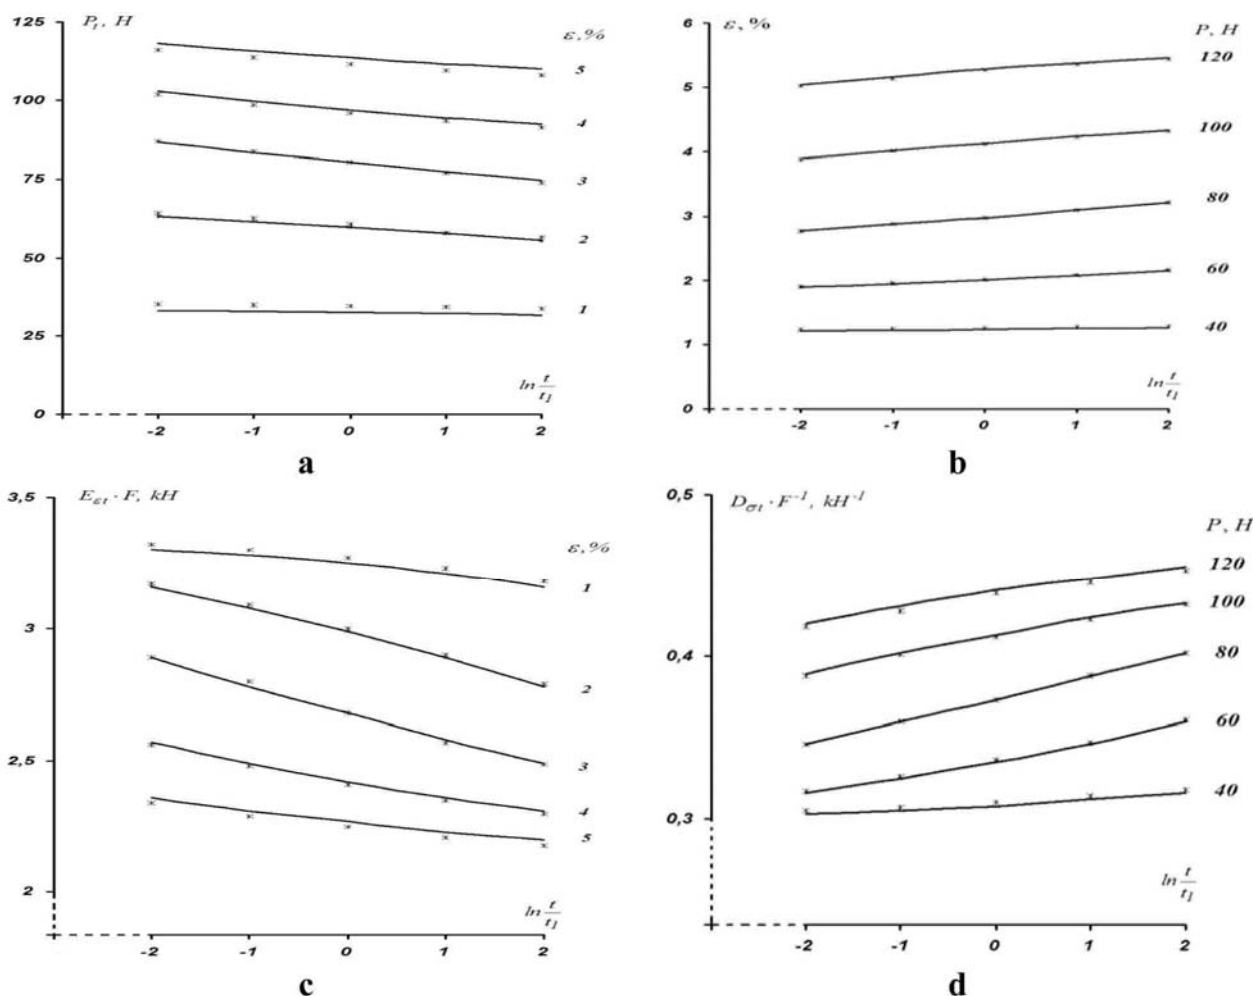 P_t, H
125
100
75
50
25
0
ε,%
5
4
3
2
1
ln t/t_1
-2 -1 0 1 2
a
ε, %
6
5
4
3
2
1
0
P, H
120
100
80
60
40
ln t/t_1
-2 -1 0 1 2
b
E_εt · F, kH
3,5
3
2,5
2
ε,%
1
2
3
4
5
ln t/t_1
-2 -1 0 1 2
c
D_σt · F^-1, kH^-1
0,5
0,4
0,3
P, H
120
100
80
60
40
ln t/t_1
-2 -1 0 1 2
d